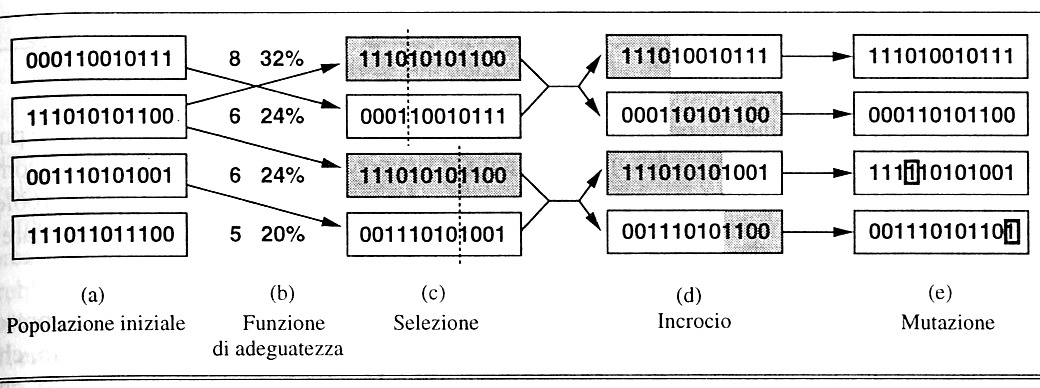 000110010111 8 32% 111010101100 111010010111 111010010111
111010101100 6 24% 000110010111 000110101100 000110101100
001110101001 6 24% 111010101100 111010101001 111110101001
111011011100 5 20% 001110101001 001110101100 001110101101
(a) (b) (c) (d) (e)
Popolazione iniziale Funzione Selezione Incrocio Mutazione
di adeguatezza